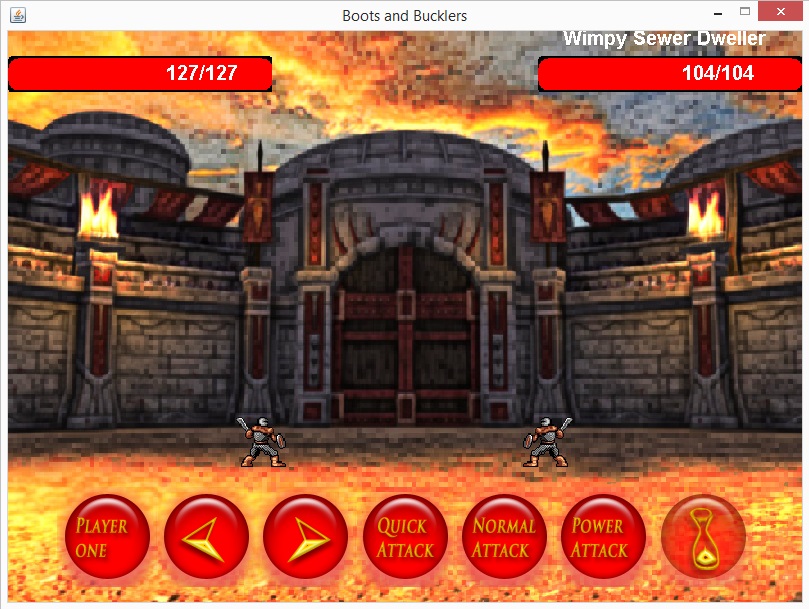 Boots and Bucklers
Wimpy Sewer Dweller
127/127
104/104
PLAYER
ONE
QUICK
ATTACK
NORMAL
ATTACK
POWER
ATTACK